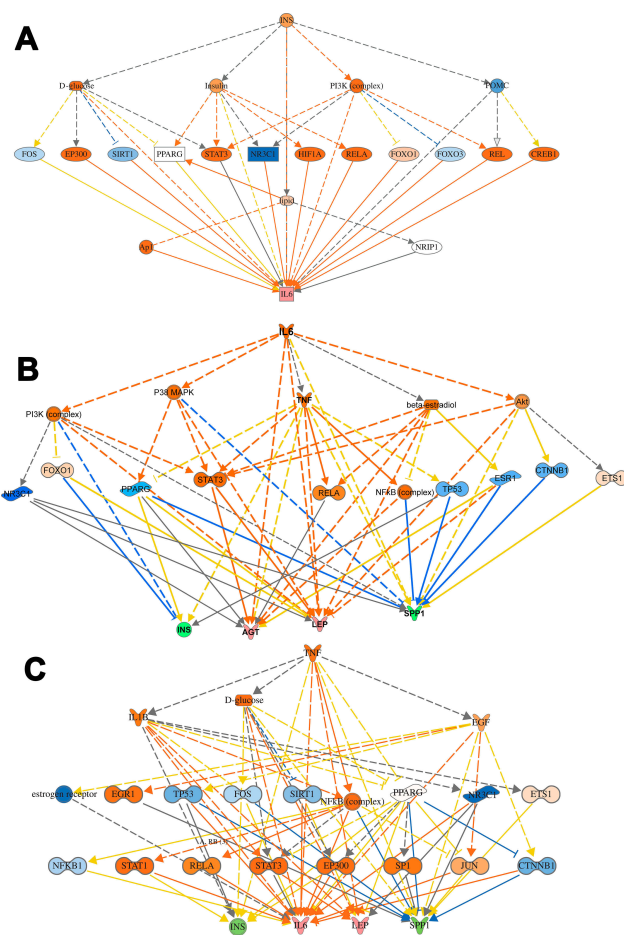 A
INS
D-glucose
Insulin
PI3K (complex)
POMC
FOS
EP300
SIRT1
PPARG
STAT3
NR3C1
HIF1A
RELA
FOXO1
FOXO3
REL
CREB1
lipid
Ap1
NRIP1
IL6
B
IL6
P38 MAPK
PI3K (complex)
TNF
beta-estradiol
Akt
FOXO1
NR3C1
PPARG
STAT3
RELA
NFkB (complex)
TP53
ESR1
CTNNB1
ETS1
INS
AGT
LEP
SPP1
C
TNF
IL1B
D-glucose
EGF
estrogen receptor
EGR1
TP53
FOS
SIRT1
NFkB (complex)
PPARG
NR3C1
ETS1
NFKB1
STAT1
RELA
STAT3
EP300
SP1
JUN
CTNNB1
INS
IL6
LEP
SPP1